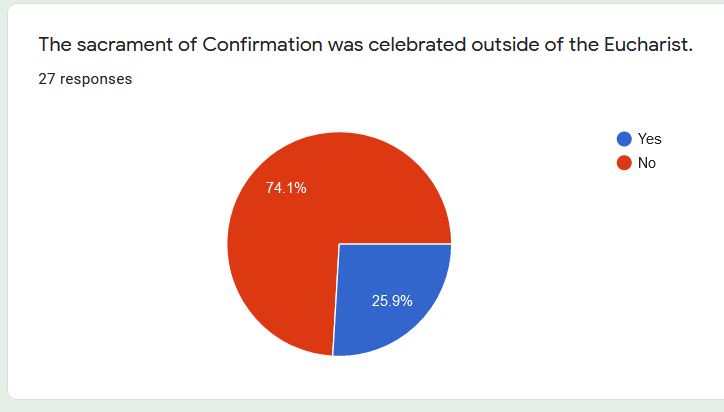 The sacrament of Confirmation was celebrated outside of the Eucharist.
27 responses
Yes
No
74.1%
25.9%